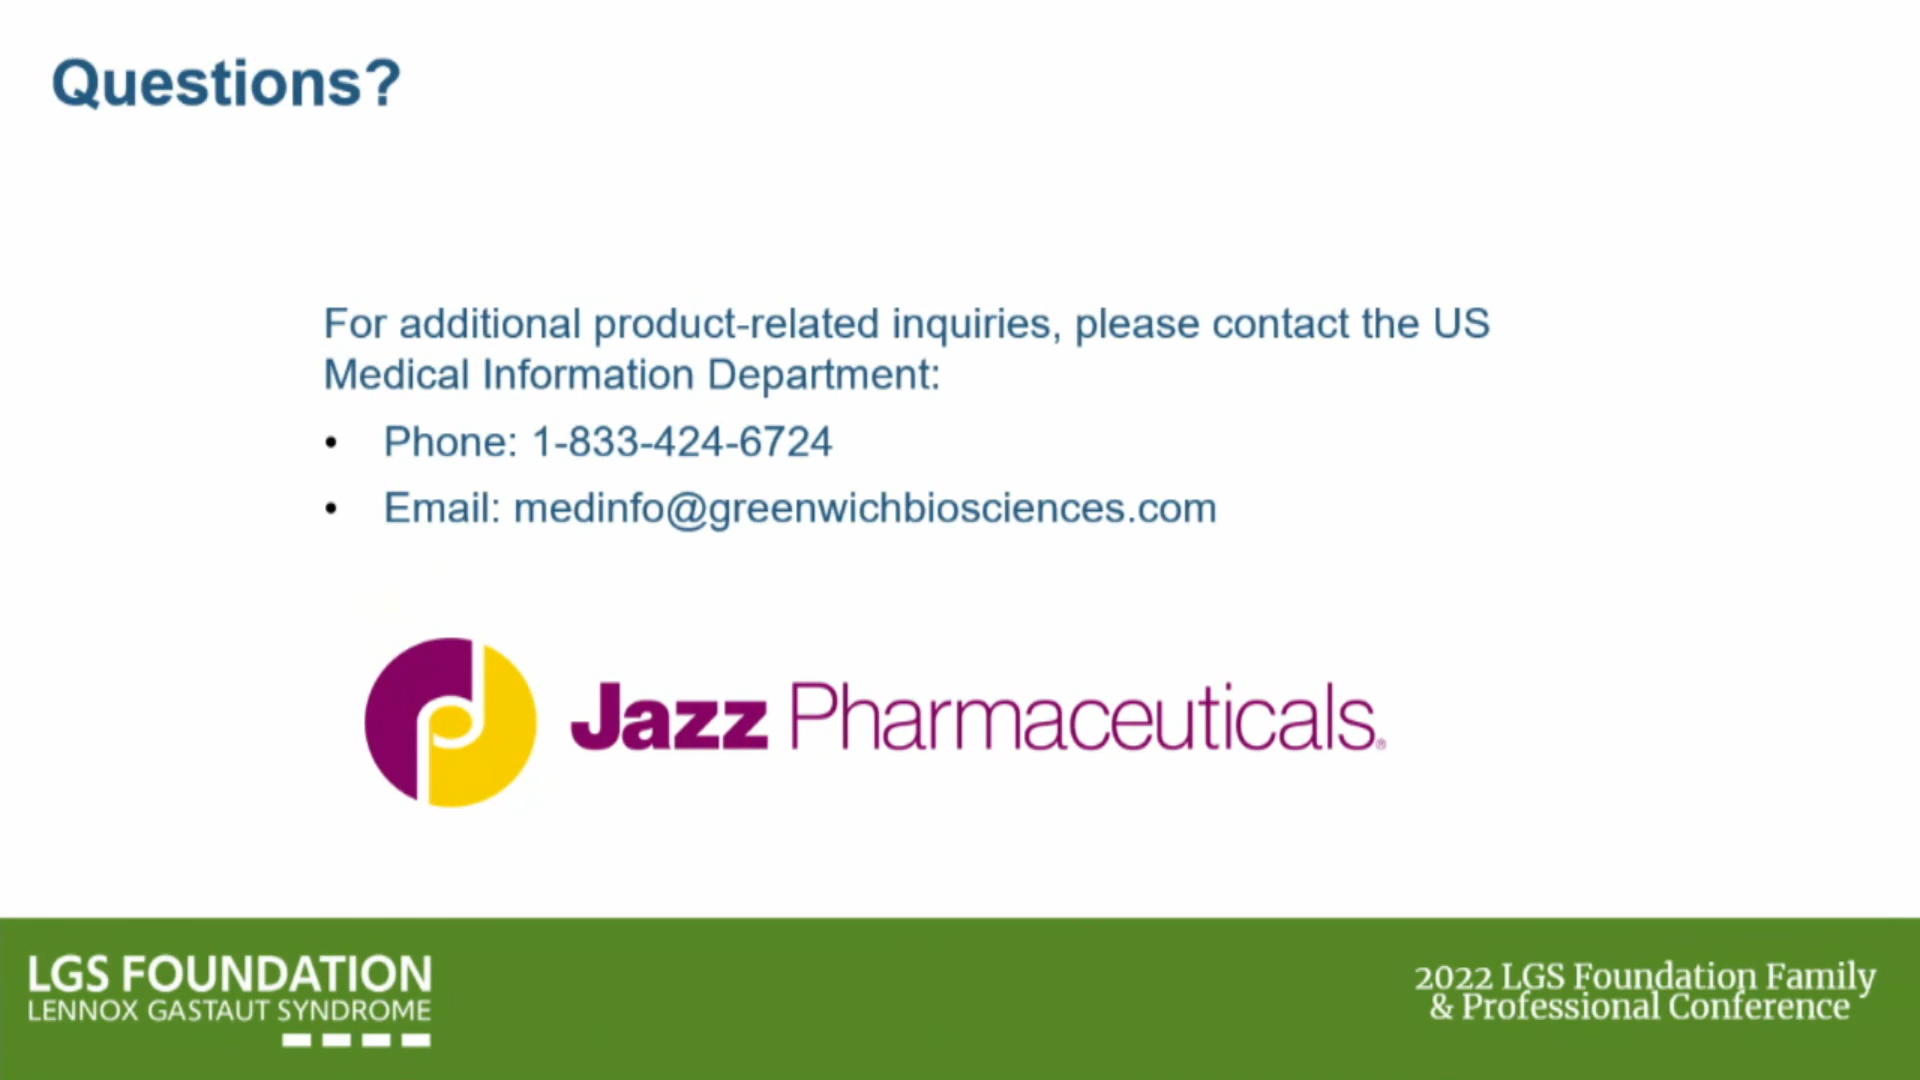 Questions?
For additional product-related inquiries, please contact the US
Medical Information Department:
• Phone: 1-833-424-6724
• Email: medinfo@greenwichbiosciences.com
Jazz Pharmaceuticals®
LGS FOUNDATION
LENNOX GASTAUT SYNDROME
2022 LGS Foundation Family
& Professional Conference